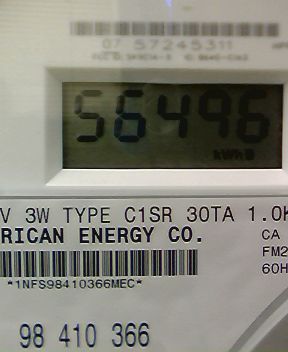 07 57245311
56496
kWh
V 3W TYPE C1SR 30TA 1.0K
RICAN ENERGY CO.
CA
FM2
60H
*1NFS98410366MEC*
98 410 366